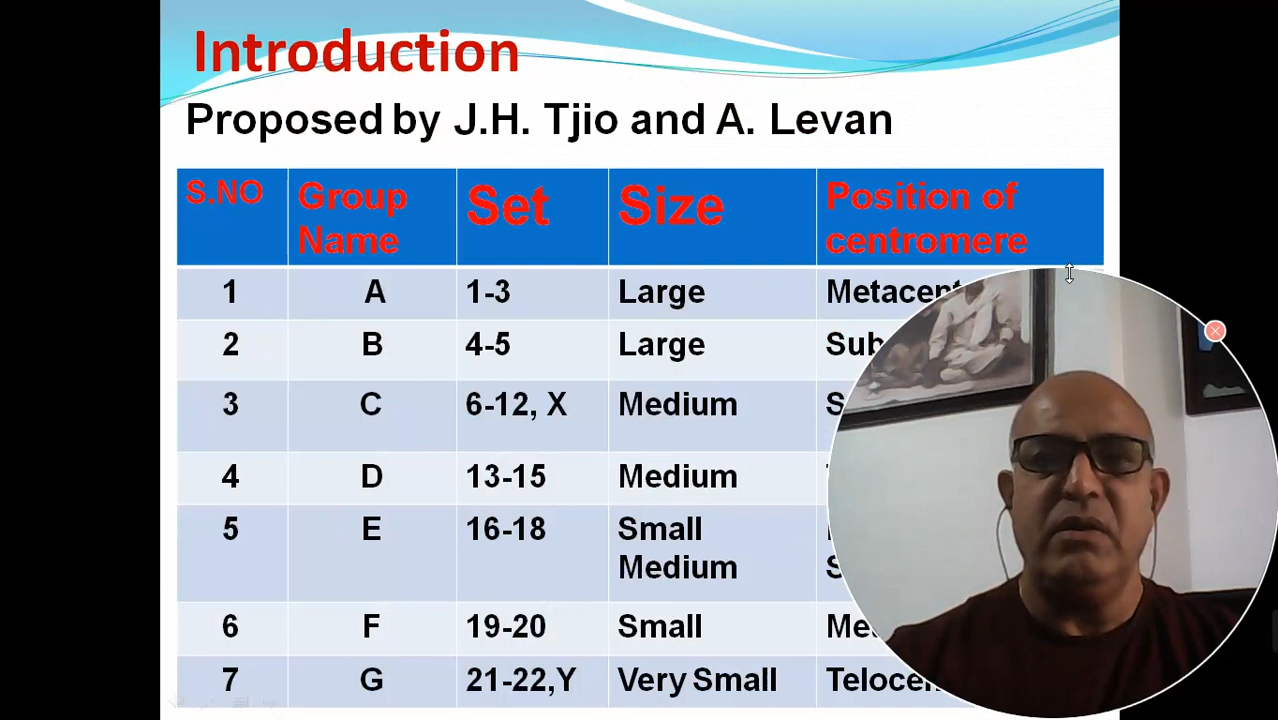 Introduction
Proposed by J.H. Tjio and A. Levan
S.NO Group Name Set Size Position of centromere
1 A 1-3 Large
2 B 4-5 Large
3 C 6-12, X Medium
4 D 13-15 Medium
5 E 16-18 Small Medium
6 F 19-20 Small
7 G 21-22,Y Very Small